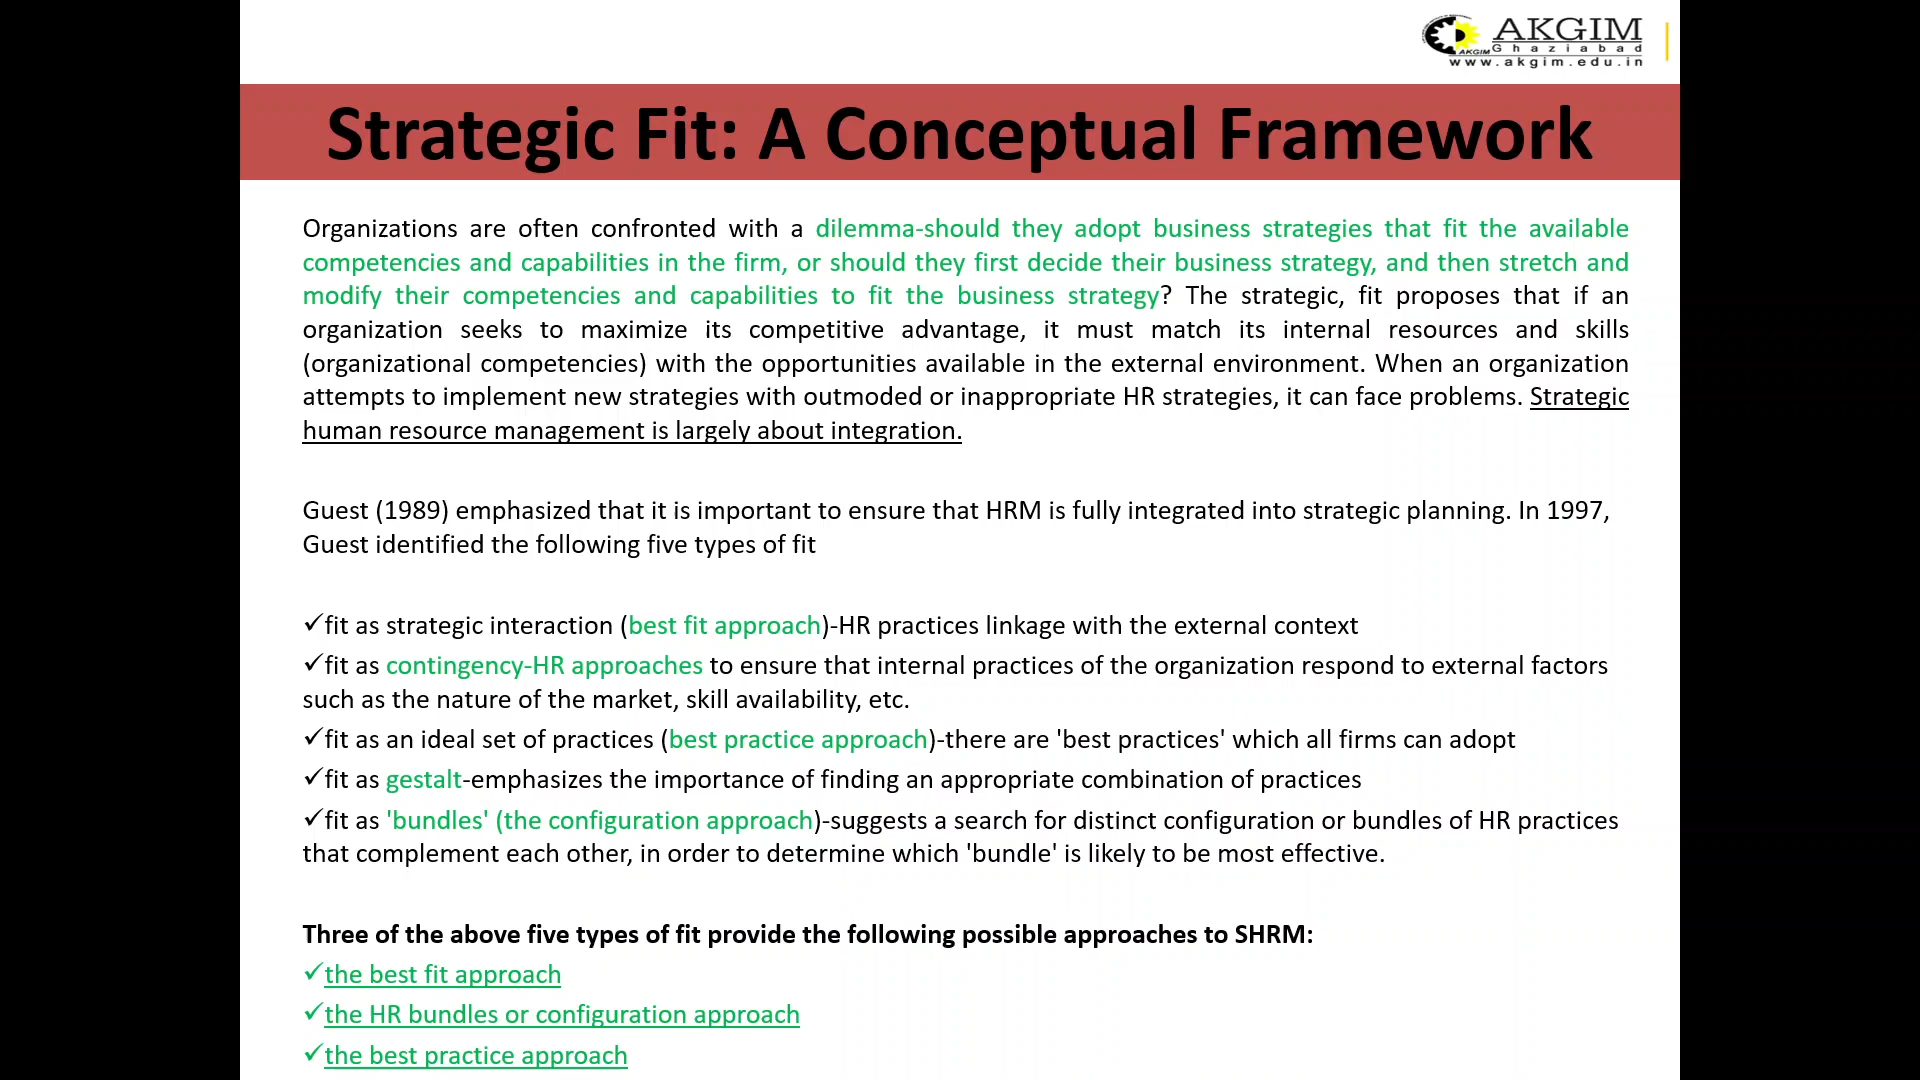 AKGIM
AKGIM Ghaziabad
www.akgim.edu.in
Strategic Fit: A Conceptual Framework
Organizations are often confronted with a dilemma-should they adopt business strategies that fit the available
competencies and capabilities in the firm, or should they first decide their business strategy, and then stretch and
modify their competencies and capabilities to fit the business strategy? The strategic, fit proposes that if an
organization seeks to maximize its competitive advantage, it must match its internal resources and skills
(organizational competencies) with the opportunities available in the external environment. When an organization
attempts to implement new strategies with outmoded or inappropriate HR strategies, it can face problems. Strategic
human resource management is largely about integration.
Guest (1989) emphasized that it is important to ensure that HRM is fully integrated into strategic planning. In 1997,
Guest identified the following five types of fit
✓fit as strategic interaction (best fit approach)-HR practices linkage with the external context
✓fit as contingency-HR approaches to ensure that internal practices of the organization respond to external factors
such as the nature of the market, skill availability, etc.
✓fit as an ideal set of practices (best practice approach)-there are 'best practices' which all firms can adopt
✓fit as gestalt-emphasizes the importance of finding an appropriate combination of practices
✓fit as 'bundles' (the configuration approach)-suggests a search for distinct configuration or bundles of HR practices
that complement each other, in order to determine which 'bundle' is likely to be most effective.
Three of the above five types of fit provide the following possible approaches to SHRM:
✓the best fit approach
✓the HR bundles or configuration approach
✓the best practice approach